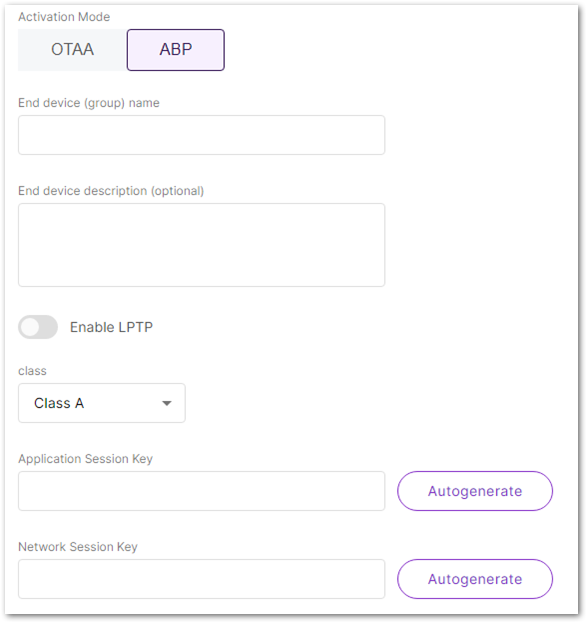 Activation Mode
OTAA ABP
End device (group) name
End device description (optional)
Enable LPTP
class
Class A
Application Session Key
Autogenerate
Network Session Key
Autogenerate